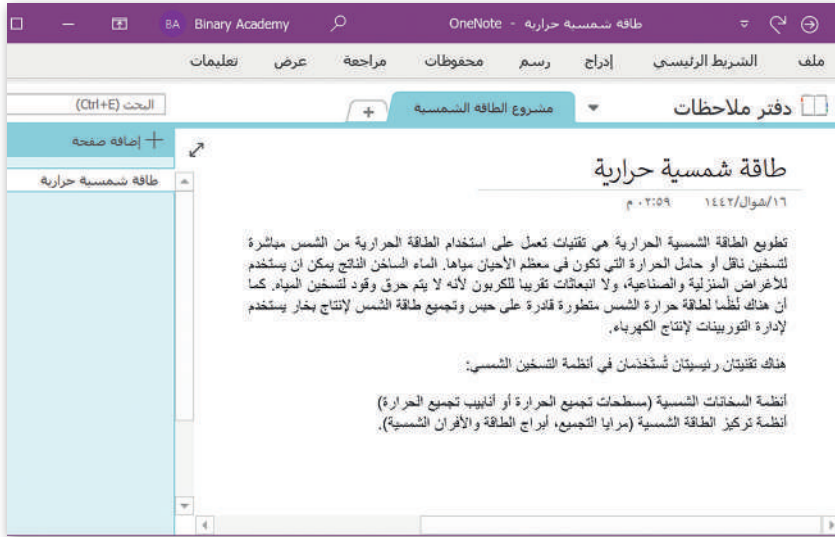 طاقة شمسية حرارية - OneNote
Binary Academy
BA
ملف
الشريط الرئيسي
إدراج
رسم
محفوظات
مراجعة
عرض
تعليمات
دفتر ملاحظات
مشروع الطاقة الشمسية
+
البحث (Ctrl+E)
إضافة صفحة
طاقة شمسية حرارية
طاقة شمسية حرارية
١٦/شوال/١٤٤٢ ٠٢:٥٩ م
تطويع الطاقة الشمسية الحرارية هي تقنيات تعمل على استخدام الطاقة الحرارية من الشمس مباشرة
لتسخين ناقل أو حامل الحرارة التي تكون في معظم الأحيان مياها. الماء الساخن الناتج يمكن ان يستخدم
للأغراض المنزلية والصناعية، ولا انبعاثات تقريبا للكربون لأنه لا يتم حرق وقود لتسخين المياه. كما
أن هناك نُظُما لطاقة حرارة الشمس متطورة قادرة على حبس وتجميع طاقة الشمس لإنتاج بخار يستخدم
لإدارة التوربينات لإنتاج الكهرباء.
هناك تقنيتان رئيسيتان تُستَخدَمان في أنظمة التسخين الشمسي:
أنظمة السخانات الشمسية (مسطحات تجميع الحرارة أو أنابيب تجميع الحرارة)
أنظمة تركيز الطاقة الشمسية (مرايا التجميع، أبراج الطاقة والأفران الشمسية).